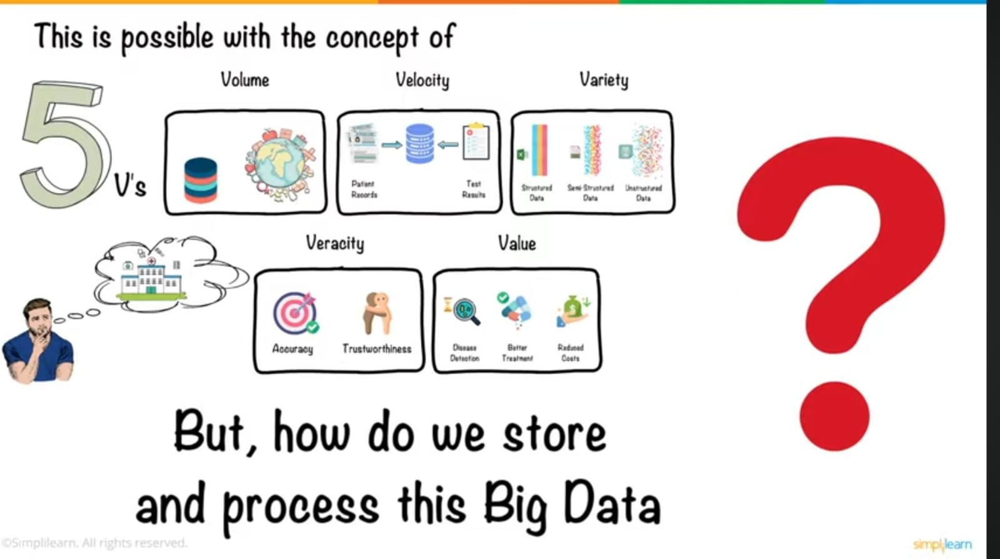 This is possible with the concept of
5 V's
Volume
Velocity
Variety
Patient Records
Test Results
Structured Data
Semi-Structured Data
Unstructured Data
Veracity
Value
Accuracy
Trustworthiness
Disease Detection
Better Treatment
Reduced Costs
But, how do we store
and process this Big Data
?
©Simplilearn. All rights reserved.
simplilearn